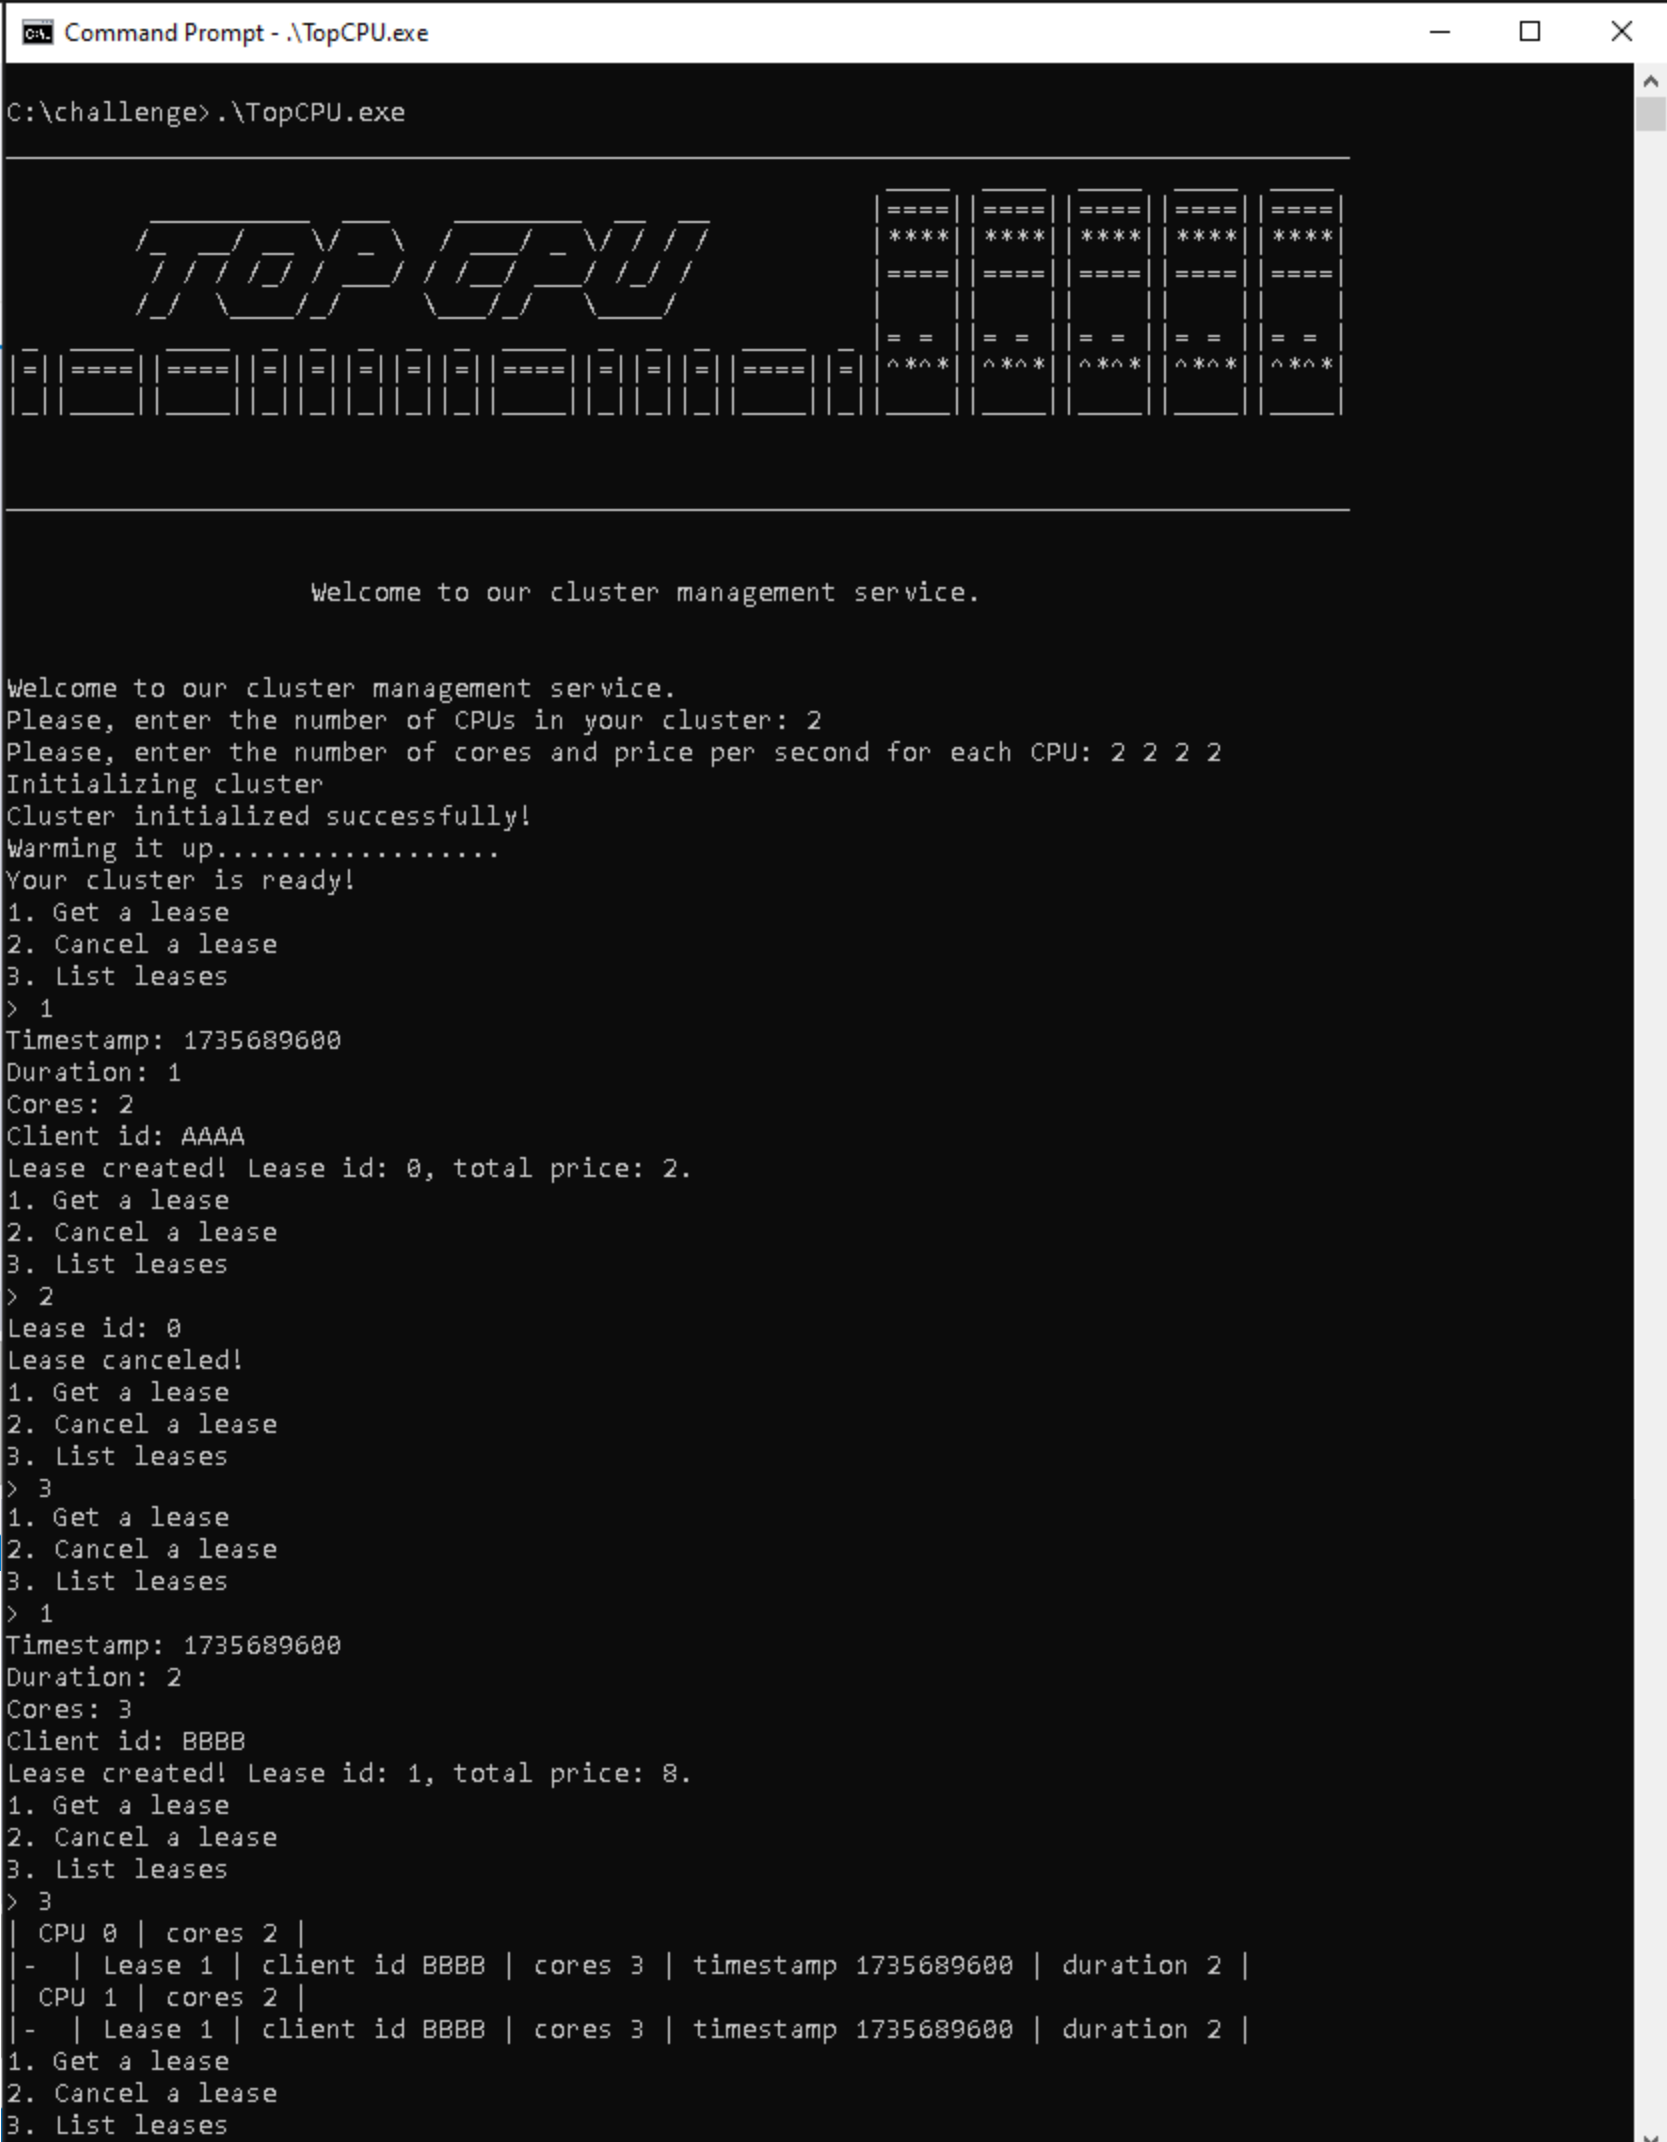 Command Prompt - .\TopCPU.exe
C:\challenge>.\TopCPU.exe
TOP CPU
Welcome to our cluster management service.
Welcome to our cluster management service.
Please, enter the number of CPUs in your cluster: 2
Please, enter the number of cores and price per second for each CPU: 2 2 2 2
Initializing cluster
Cluster initialized successfully!
Warming it up..................
Your cluster is ready!
1. Get a lease
2. Cancel a lease
3. List leases
> 1
Timestamp: 1735689600
Duration: 1
Cores: 2
Client id: AAAA
Lease created! Lease id: 0, total price: 2.
1. Get a lease
2. Cancel a lease
3. List leases
> 2
Lease id: 0
Lease canceled!
1. Get a lease
2. Cancel a lease
3. List leases
> 3
1. Get a lease
2. Cancel a lease
3. List leases
> 1
Timestamp: 1735689600
Duration: 2
Cores: 3
Client id: BBBB
Lease created! Lease id: 1, total price: 8.
1. Get a lease
2. Cancel a lease
3. List leases
> 3
| CPU 0 | cores 2 |
|-  | Lease 1 | client id BBBB | cores 3 | timestamp 1735689600 | duration 2 |
| CPU 1 | cores 2 |
|-  | Lease 1 | client id BBBB | cores 3 | timestamp 1735689600 | duration 2 |
1. Get a lease
2. Cancel a lease
3. List leases